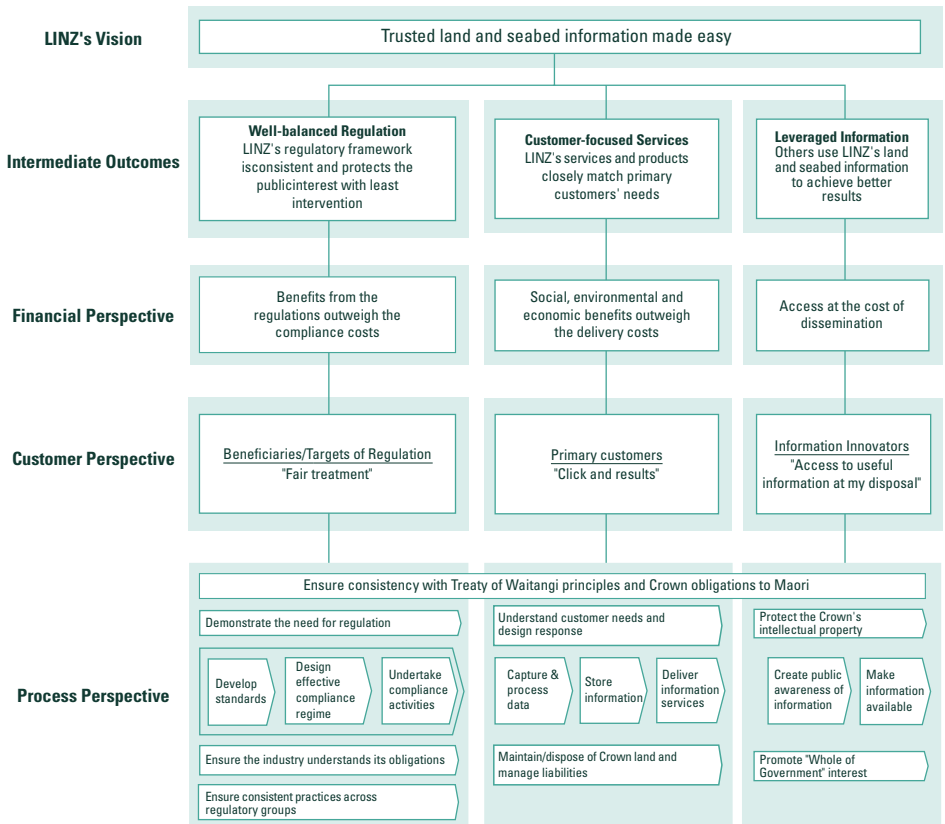 LINZ's Vision
Trusted land and seabed information made easy
Intermediate Outcomes
Well-balanced Regulation
LINZ's regulatory framework
isconsistent and protects the
publicinterest with least
intervention
Customer-focused Services
LINZ's services and products
closely match primary
customers' needs
Leveraged Information
Others use LINZ's land
and seabed information
to achieve better
results
Financial Perspective
Benefits from the
regulations outweigh the
compliance costs
Social, environmental and
economic benefits outweigh
the delivery costs
Access at the cost of
dissemination
Customer Perspective
Beneficiaries/Targets of Regulation
"Fair treatment"
Primary customers
"Click and results"
Information Innovators
"Access to useful
information at my disposal"
Process Perspective
Ensure consistency with Treaty of Waitangi principles and Crown obligations to Maori
Demonstrate the need for regulation
Develop
standards
Design
effective
compliance
regime
Undertake
compliance
activities
Ensure the industry understands its obligations
Ensure consistent practices across
regulatory groups
Understand customer needs and
design response
Capture &
process
data
Store
information
Deliver
information
services
Maintain/dispose of Crown land and
manage liabilities
Protect the Crown's
intellectual property
Create public
awareness of
information
Make
information
available
Promote "Whole of
Government" interest